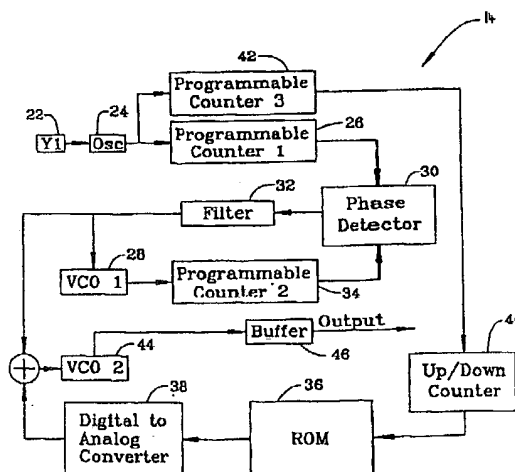 14
42
Programmable
Counter 3
22
24
Y1
Osc
26
Programmable
Counter 1
30
Phase
Detector
32
Filter
28
VCO 1
Programmable
Counter 2
34
Output
Buffer
46
44
VCO 2
Up/Down
Counter
38
Digital to
Analog
Converter
36
ROM